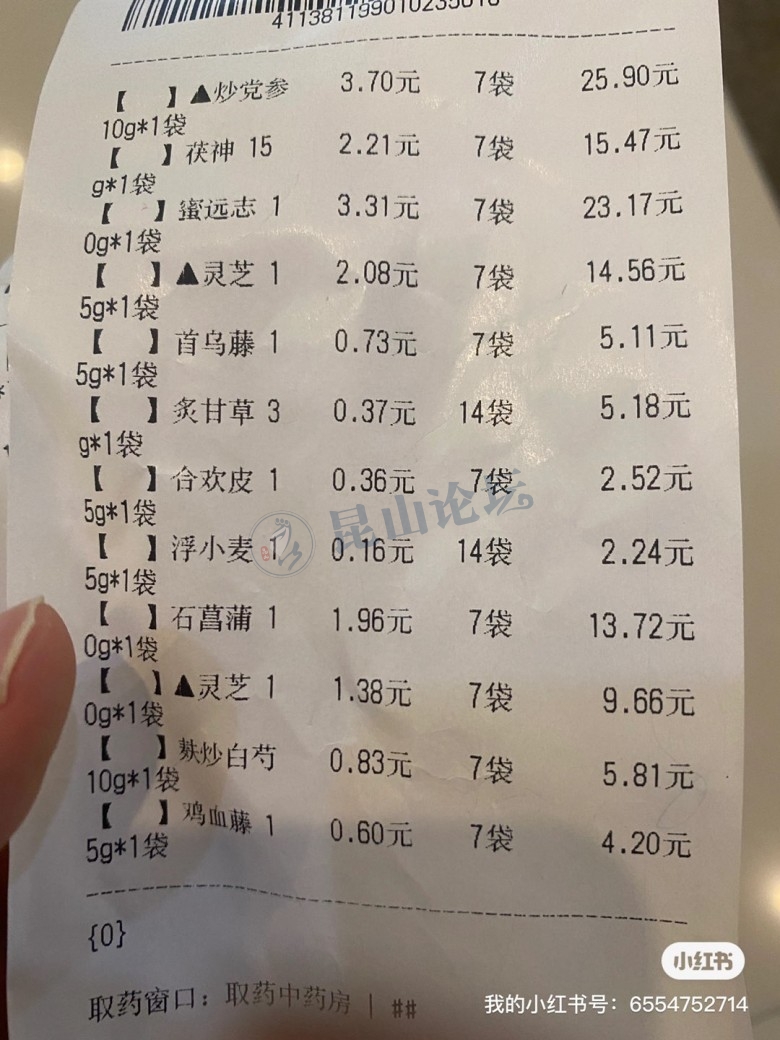 【 】▲炒党参 3.70元 7袋 25.90元
10g*1袋
【 】茯神 15 2.21元 7袋 15.47元
g*1袋
【 】蜜远志 1 3.31元 7袋 23.17元
0g*1袋
【 】▲灵芝 1 2.08元 7袋 14.56元
5g*1袋
【 】首乌藤 1 0.73元 7袋 5.11元
5g*1袋
【 】炙甘草 3 0.37元 14袋 5.18元
g*1袋
【 】合欢皮 1 0.36元 7袋 2.52元
5g*1袋
【 】浮小麦 1 0.16元 14袋 2.24元
5g*1袋
【 】石菖蒲 1 1.96元 7袋 13.72元
0g*1袋
【 】▲灵芝 1 1.38元 7袋 9.66元
0g*1袋
【 】麸炒白芍 0.83元 7袋 5.81元
10g*1袋
【 】鸡血藤 1 0.60元 7袋 4.20元
5g*1袋
{0}
取药窗口：取药中药房 | ##
昆山论坛
小红书
我的小红书号：6554752714